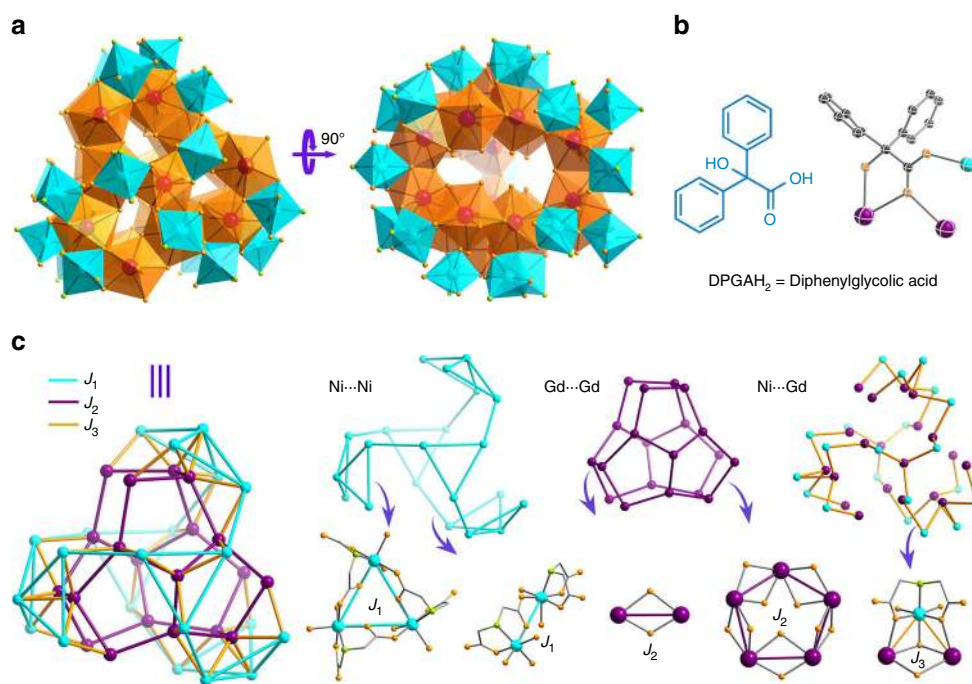 a
90°
b
HO
OH
O
DPGAH₂ = Diphenylglycolic acid
c
J₁
J₂
J₃
Ni···Ni
Gd···Gd
Ni···Gd
J₁
J₁
J₂
J₂
J₃